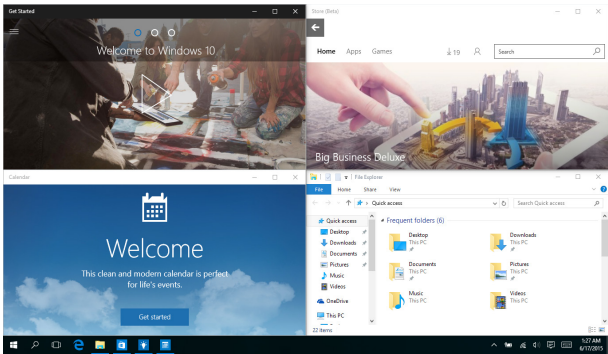 Get Started
Welcome to Windows 10
Store (Beta)
Home Apps Games 19 Search
Big Business Deluxe
Calendar
Welcome
This clean and modern calendar is perfect
for life's events.
Get started
File Explorer
File Home Share View
Quick access Search Quick access
Quick access
Desktop
Downloads
Documents
Pictures
Music
Videos
OneDrive
This PC
Frequent folders (6)
Desktop
This PC
Downloads
This PC
Documents
This PC
Pictures
This PC
Music
This PC
Videos
This PC
22 items
1:27 AM
6/17/2015